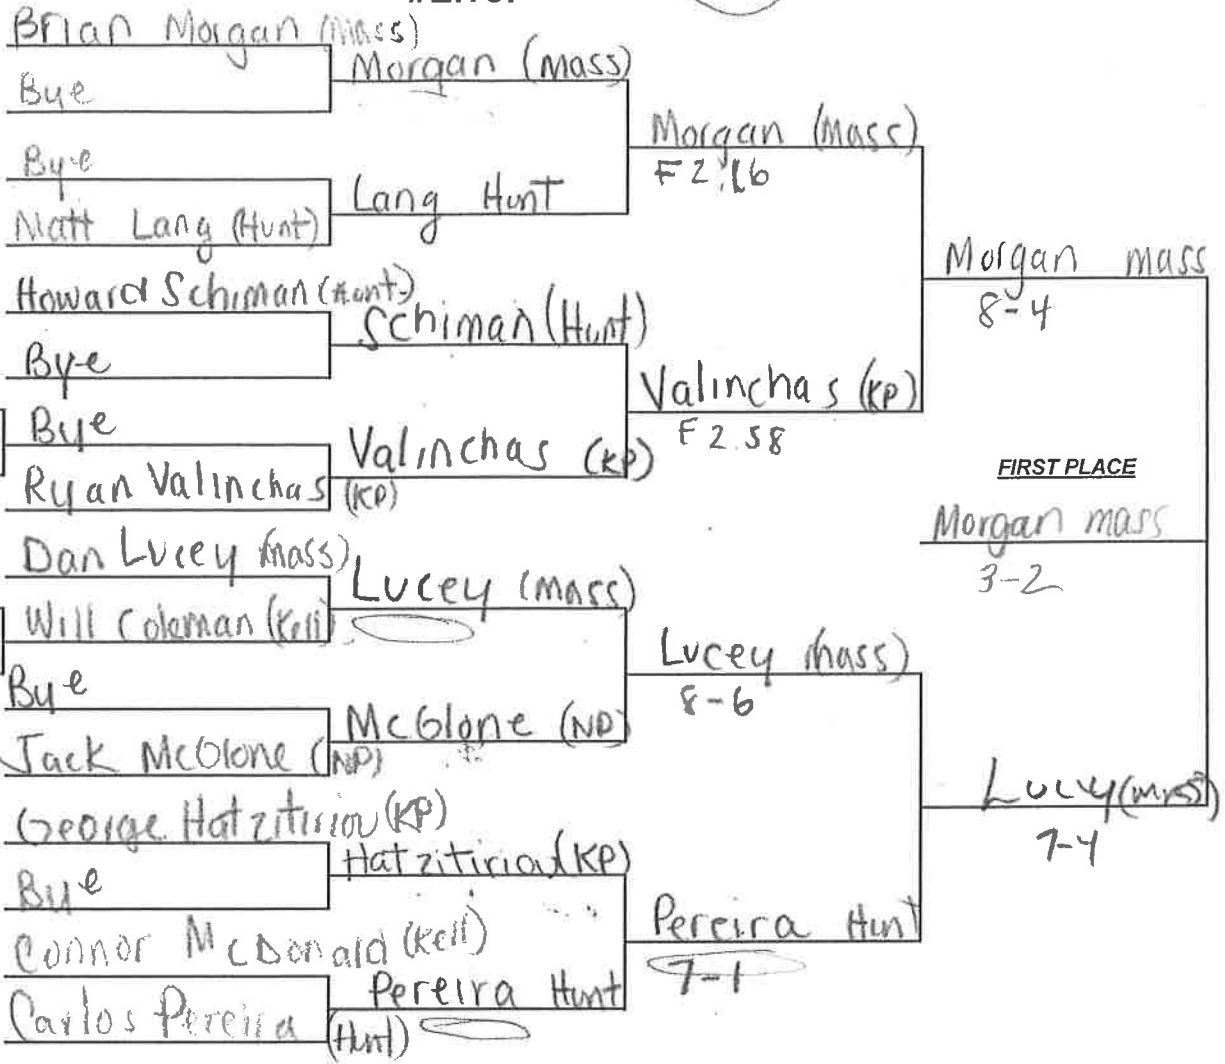 Brian Morgan (Mass)
Bye
Bye
Matt Lang (Hunt)
Howard Schiman (Hunt)
Bye
Bye
Ryan Valinchas (KP)
Dan Lucey (mass)
Will Coleman (Kell)
Bye
Jack McGlone (ND)
George Hatzitiriou (KP)
Bye
Connor McDonald (Kell)
Carlos Pereira (Hunt)
Morgan (mass)
Lang Hunt
Schiman (Hunt)
Valinchas (KP)
Lucey (mass)
McGlone (ND)
Hatzitiriou (KP)
Pereira Hunt
Morgan (mass)
F 2:16
Valinchas (KP)
F 2.58
Lucey (mass)
8-6
Pereira Hunt
7-1
Morgan mass
8-4
Lucey (mass)
7-4
FIRST PLACE
Morgan mass
3-2